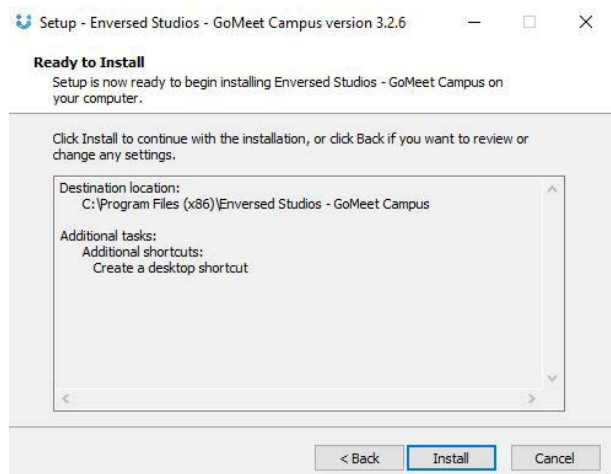 Setup - Enversed Studios - GoMeet Campus version 3.2.6
Ready to Install
Setup is now ready to begin installing Enversed Studios - GoMeet Campus on
your computer.
Click Install to continue with the installation, or click Back if you want to review or
change any settings.
Destination location:
C:\Program Files (x86)\Enversed Studios - GoMeet Campus
Additional tasks:
Additional shortcuts:
Create a desktop shortcut
< Back Install Cancel